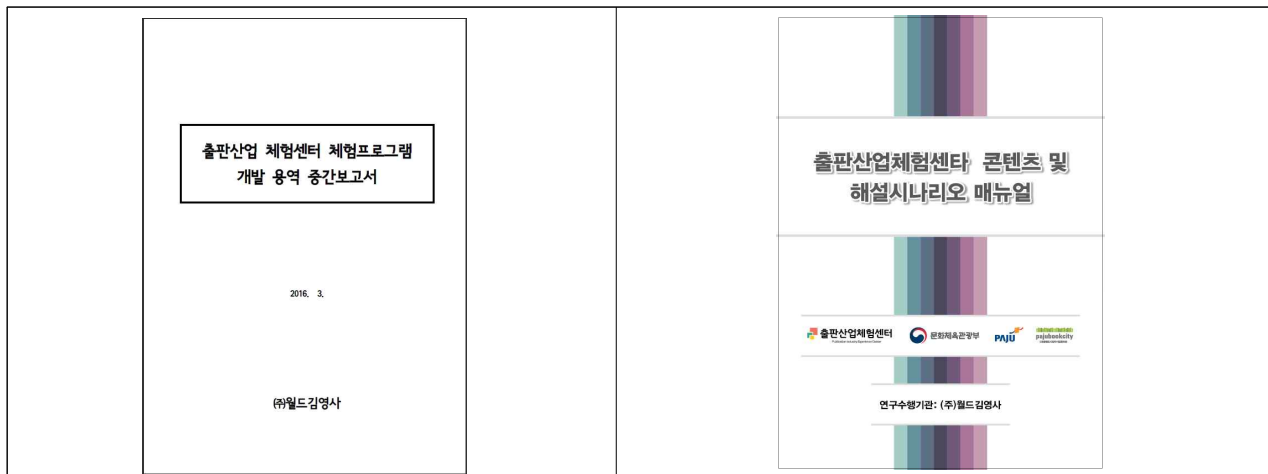 출판산업 체험센터 체험프로그램
개발 용역 중간보고서
2016. 3.
㈜월드김영사
출판산업체험센타 콘텐츠 및
해설시나리오 매뉴얼
출판산업체험센터
문화체육관광부
PAJU
pajubookcity
연구수행기관: (주)월드김영사